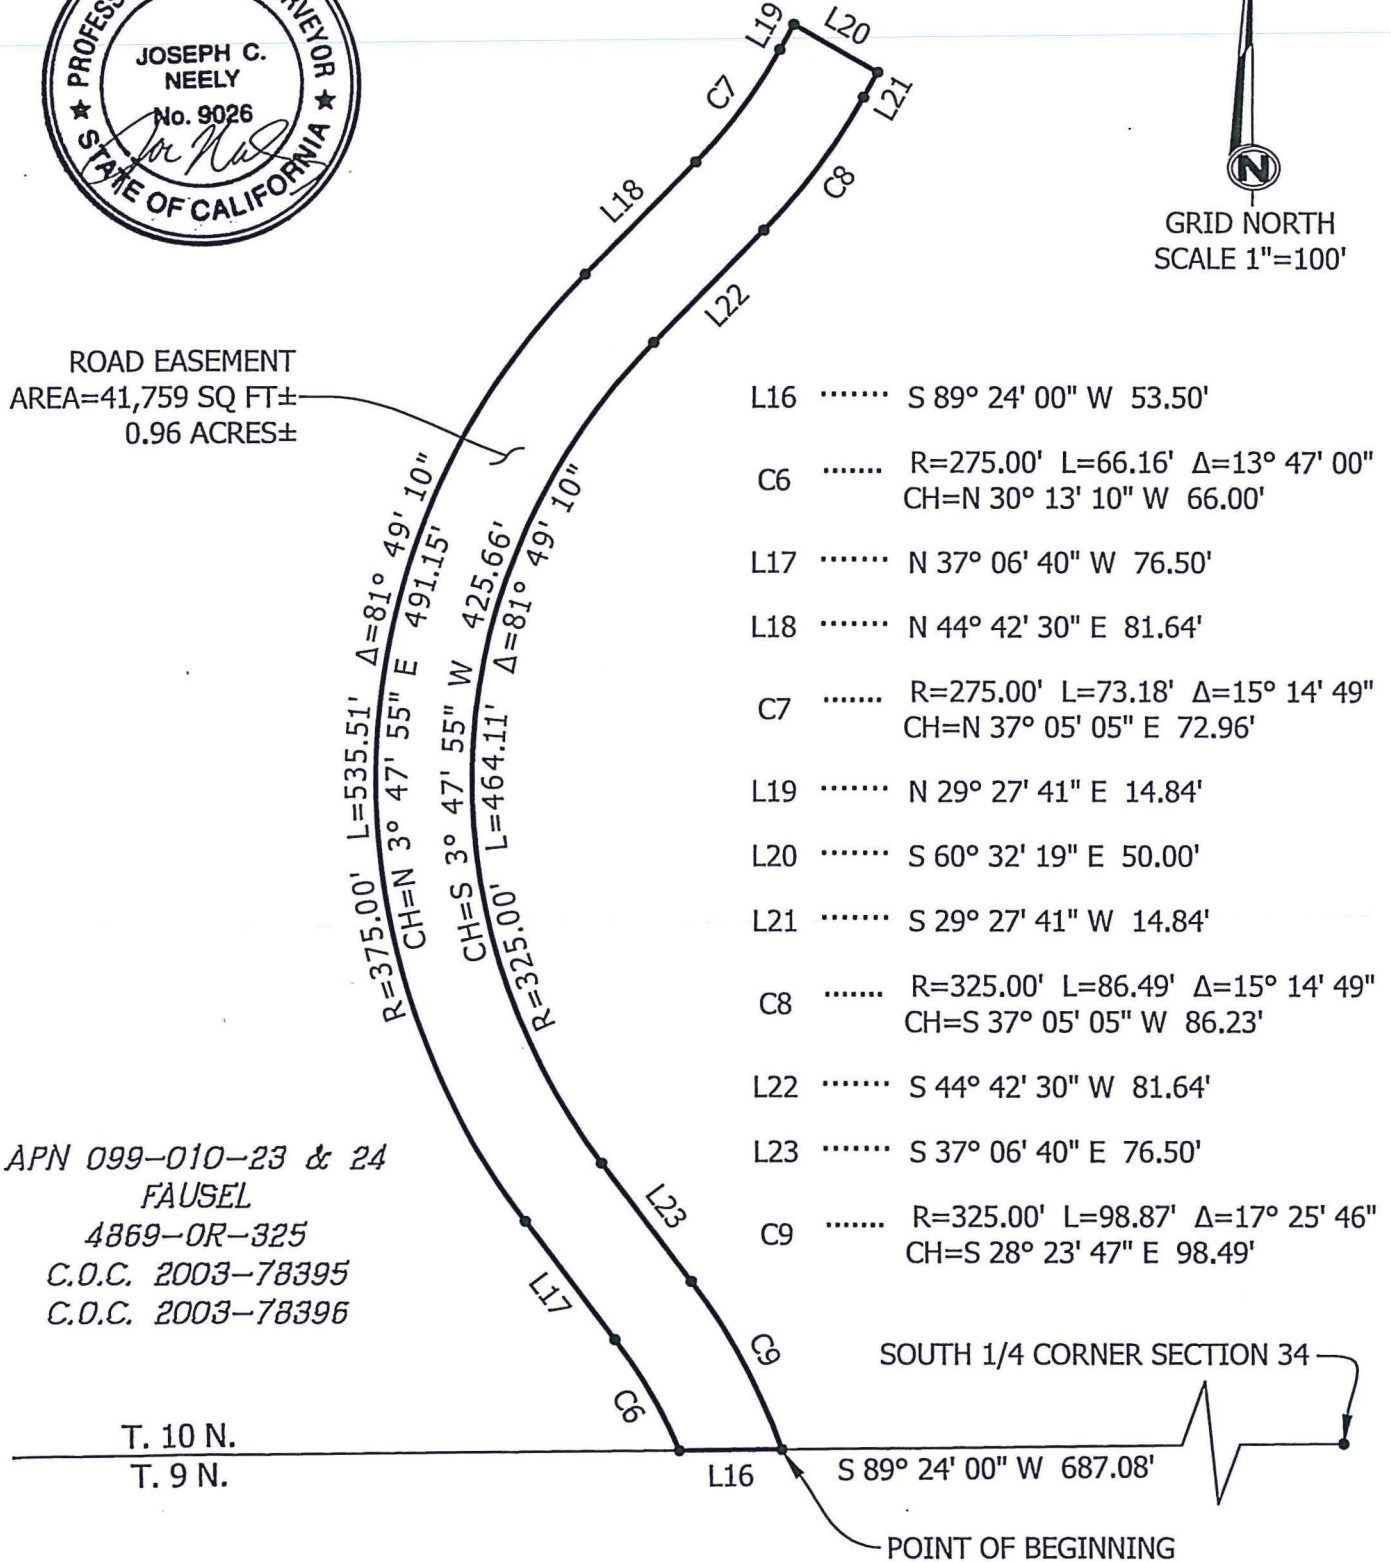 JOSEPH C.
NEELY
No. 9026
STATE OF CALIFORNIA
L19
L20
L21
C7
C8
L18
L22
N
GRID NORTH
SCALE 1"=100'
ROAD EASEMENT
AREA=41,759 SQ FT±
0.96 ACRES±
R=375.00' L=535.51' Δ=81° 49' 10"
CH=N 3° 47' 55" E 491.15'
CH=S 3° 47' 55" W 425.66'
R=325.00' L=464.11' Δ=81° 49' 10"
L16 ....... S 89° 24' 00" W 53.50'
C6 ....... R=275.00' L=66.16' Δ=13° 47' 00"
CH=N 30° 13' 10" W 66.00'
L17 ....... N 37° 06' 40" W 76.50'
L18 ....... N 44° 42' 30" E 81.64'
C7 ....... R=275.00' L=73.18' Δ=15° 14' 49"
CH=N 37° 05' 05" E 72.96'
L19 ....... N 29° 27' 41" E 14.84'
L20 ....... S 60° 32' 19" E 50.00'
L21 ....... S 29° 27' 41" W 14.84'
C8 ....... R=325.00' L=86.49' Δ=15° 14' 49"
CH=S 37° 05' 05" W 86.23'
L22 ....... S 44° 42' 30" W 81.64'
L23 ....... S 37° 06' 40" E 76.50'
C9 ....... R=325.00' L=98.87' Δ=17° 25' 46"
CH=S 28° 23' 47" E 98.49'
APN 099-010-23 & 24
FAUSEL
4869-OR-325
C.O.C. 2003-78395
C.O.C. 2003-78396
L23
L17
C9
C6
SOUTH 1/4 CORNER SECTION 34
T. 10 N.
T. 9 N.
L16
S 89° 24' 00" W 687.08'
POINT OF BEGINNING